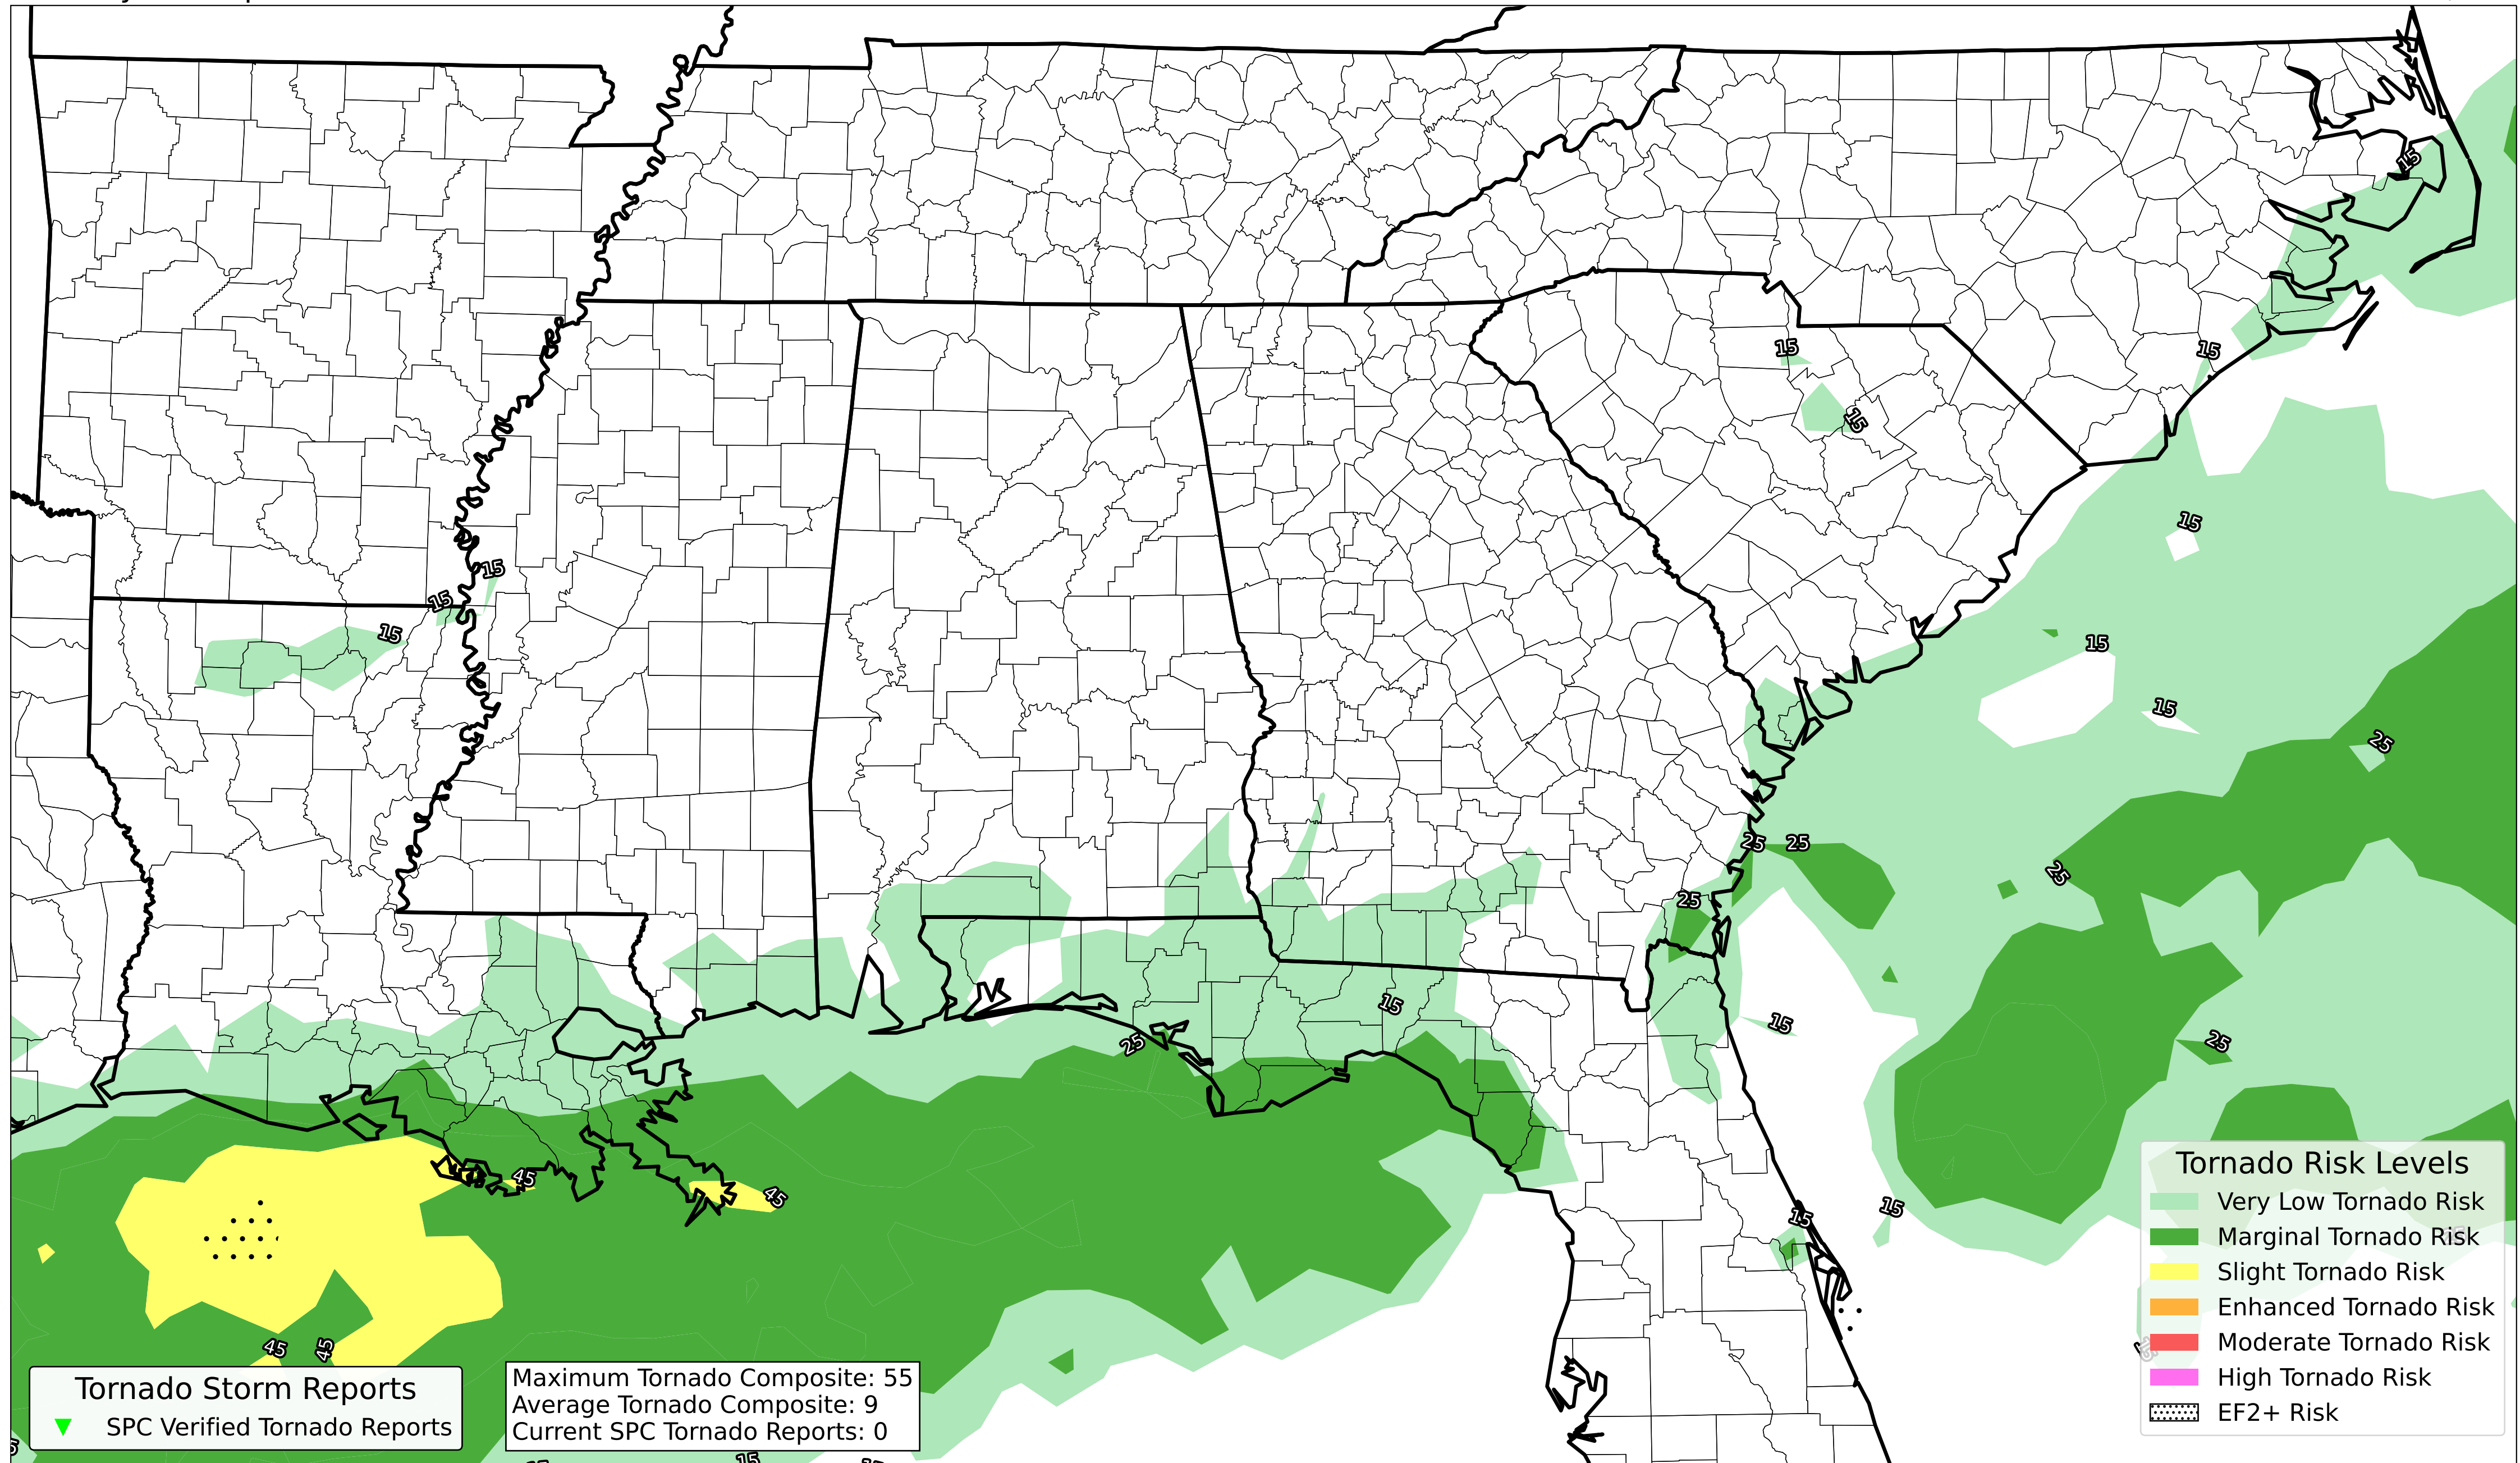 15
15
15
15
15
15
15
15
15
15
25
25
25
25
25
15
15
25
25
45
45
15
15
45
45
15
Tornado Risk Levels
Very Low Tornado Risk
Marginal Tornado Risk
Slight Tornado Risk
Enhanced Tornado Risk
Moderate Tornado Risk
High Tornado Risk
EF2+ Risk
Tornado Storm Reports
SPC Verified Tornado Reports
Maximum Tornado Composite: 55
Average Tornado Composite: 9
Current SPC Tornado Reports: 0